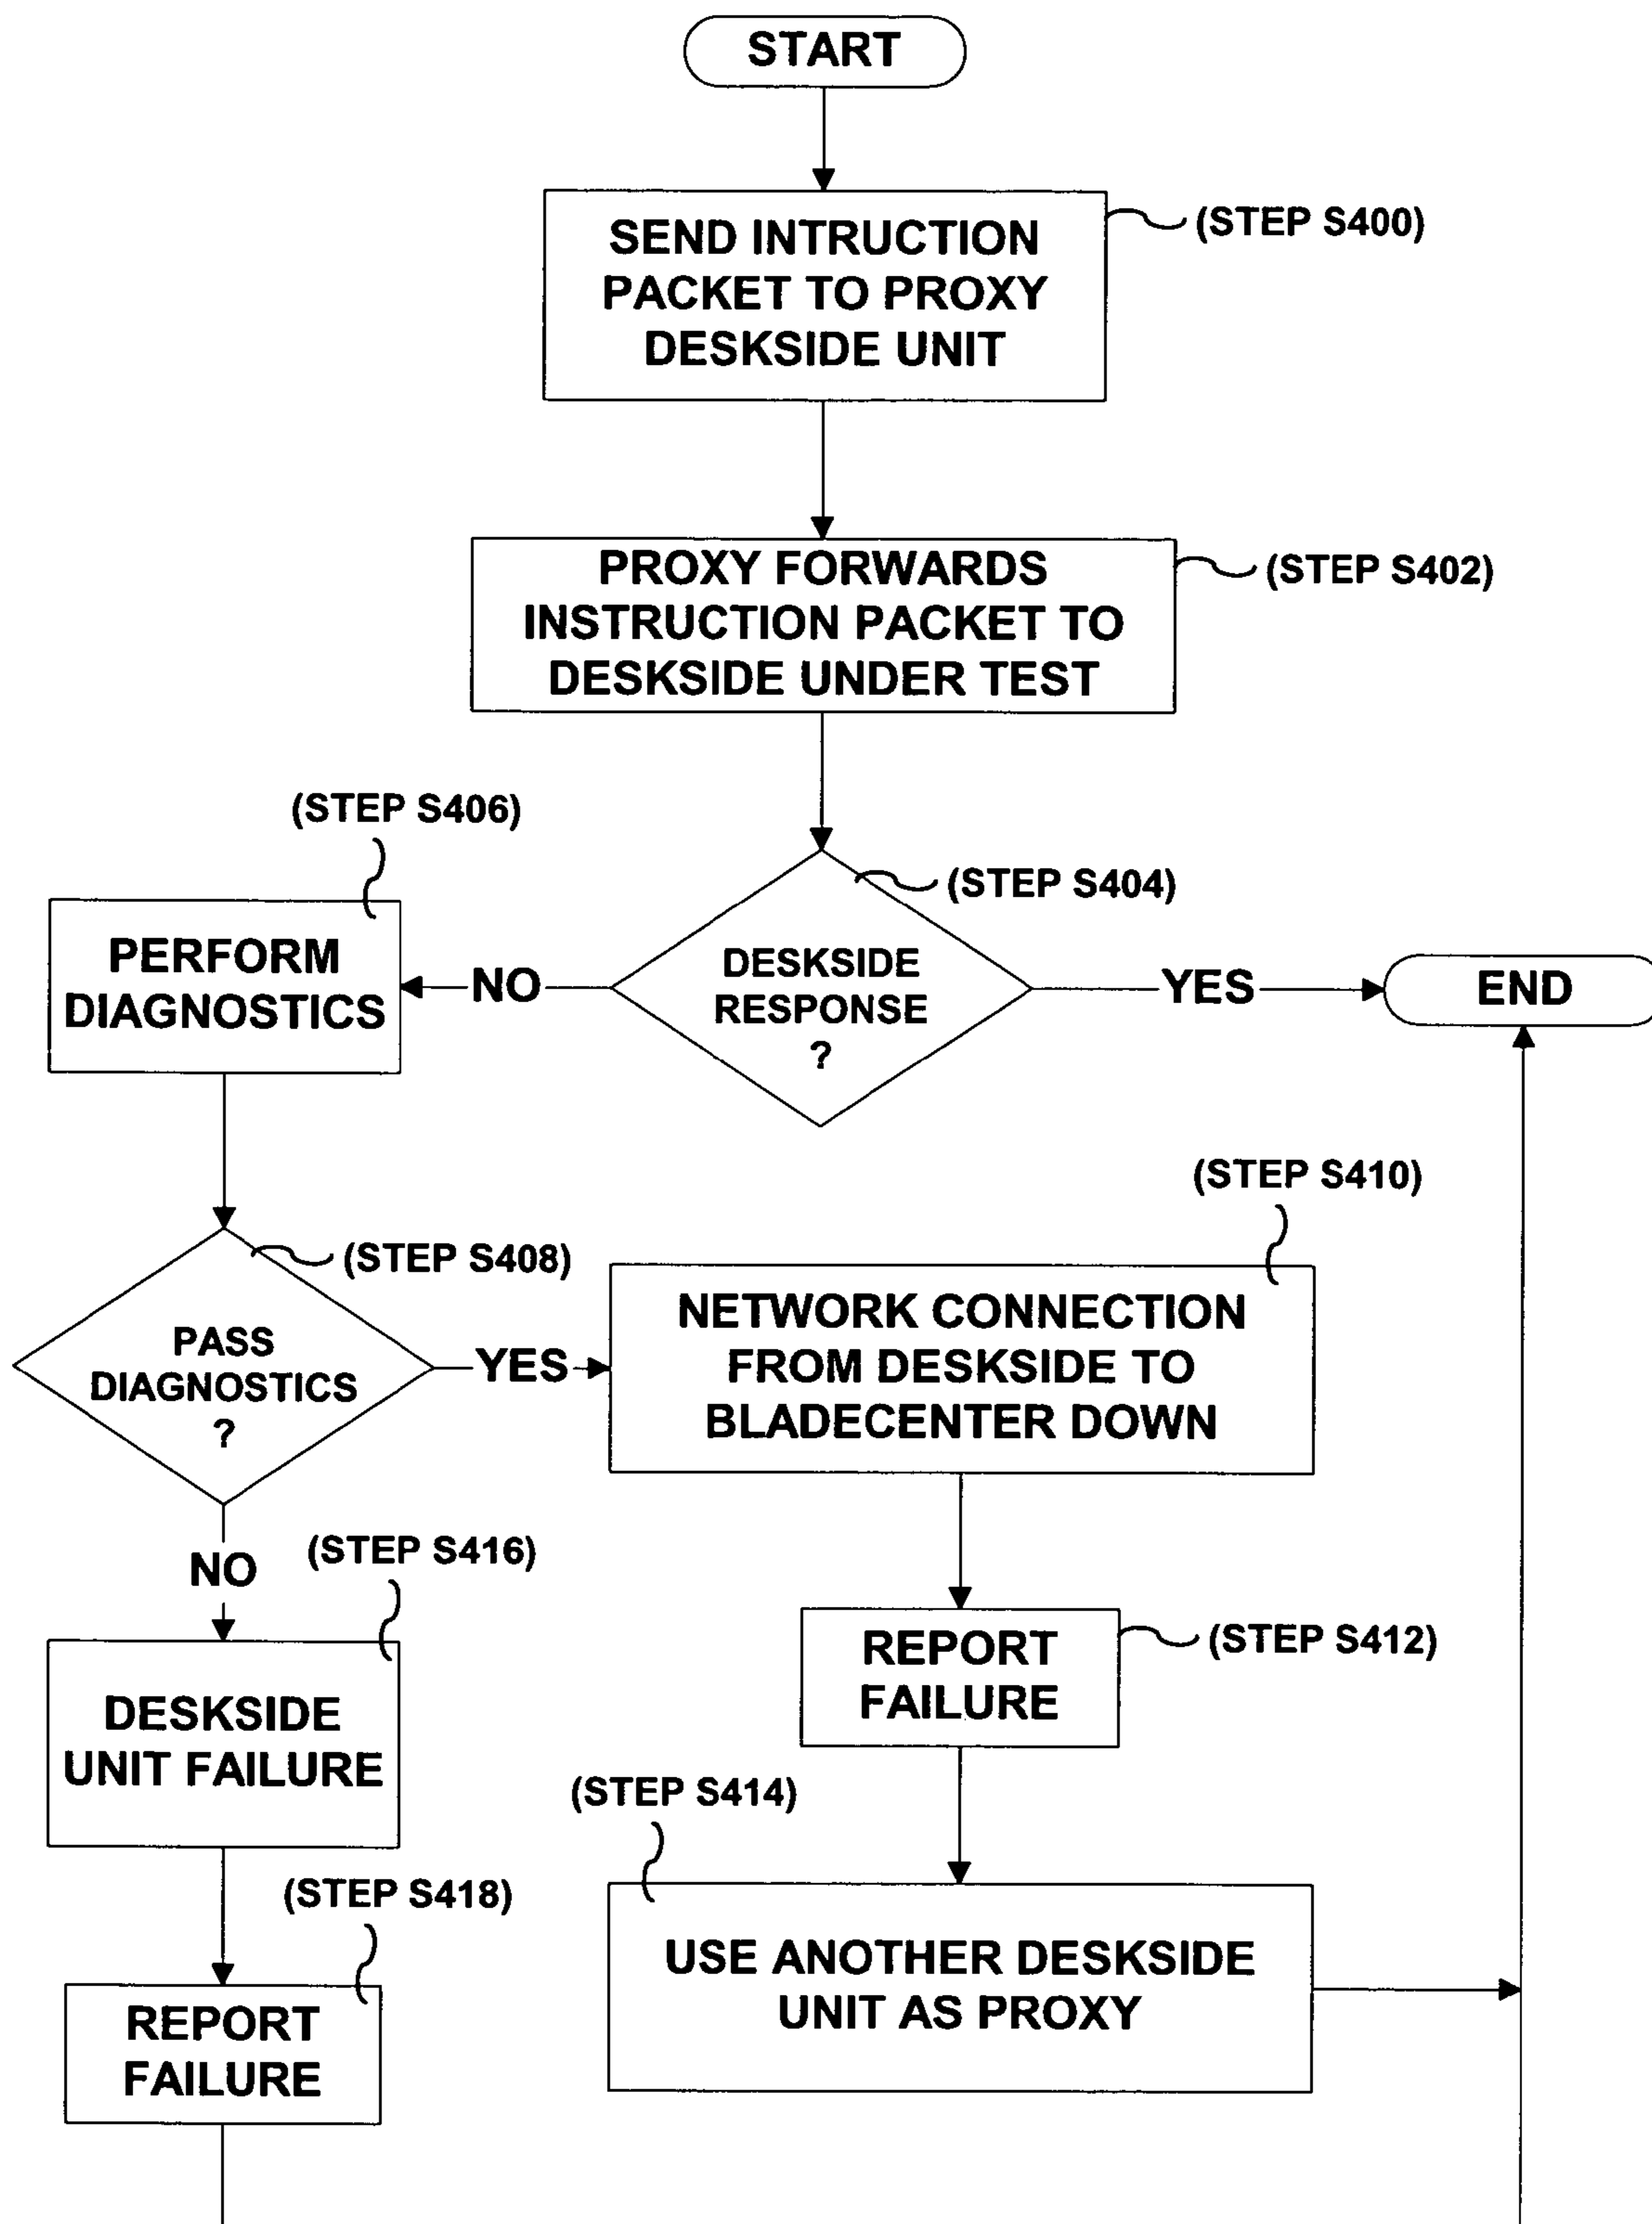 START
SEND INTRUCTION
PACKET TO PROXY
DESKSIDE UNIT
(STEP S400)
PROXY FORWARDS
INSTRUCTION PACKET TO
DESKSIDE UNDER TEST
(STEP S402)
(STEP S406)
(STEP S404)
PERFORM
DIAGNOSTICS
NO
DESKSIDE
RESPONSE
?
YES
END
(STEP S410)
(STEP S408)
PASS
DIAGNOSTICS
?
YES
NETWORK CONNECTION
FROM DESKSIDE TO
BLADECENTER DOWN
NO
(STEP S416)
REPORT
FAILURE
(STEP S412)
DESKSIDE
UNIT FAILURE
(STEP S414)
(STEP S418)
USE ANOTHER DESKSIDE
UNIT AS PROXY
REPORT
FAILURE